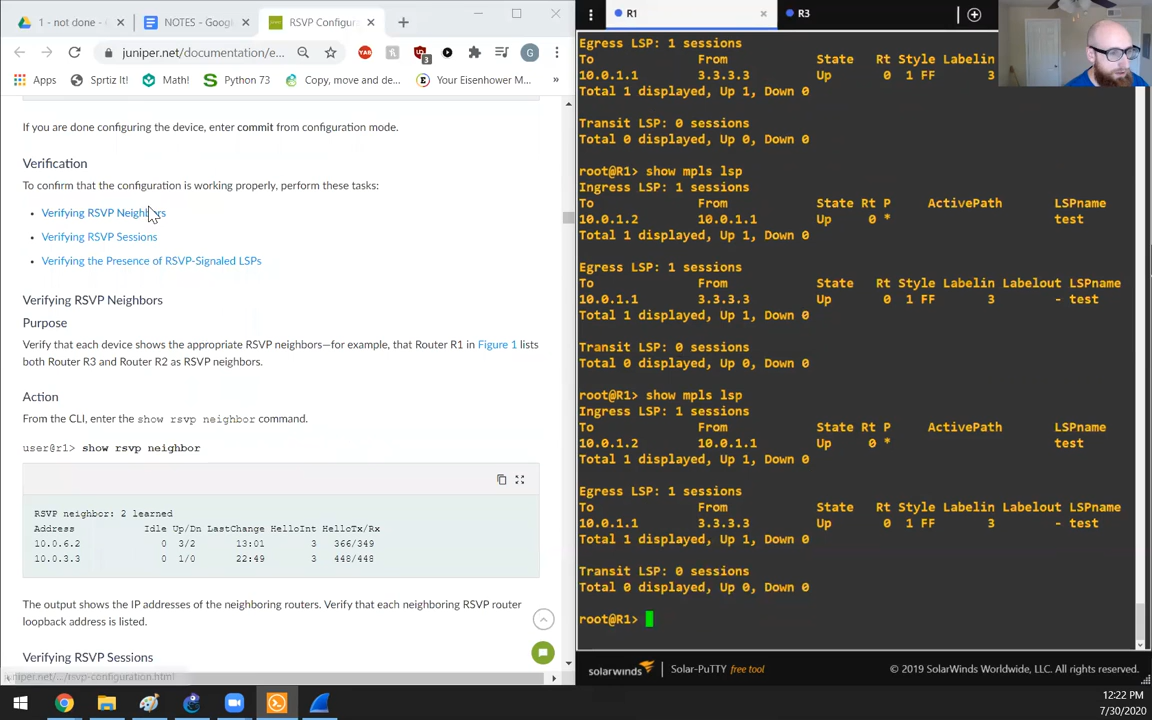 1 - not done - 2
NOTES - Google
RSVP Configur
R1
R3
juniper.net/documentation/e...
Apps
Sprtiz It!
Math!
Python 73
Copy, move and de...
Your Eisenhower M...
If you are done configuring the device, enter commit from configuration mode.
Verification
To confirm that the configuration is working properly, perform these tasks:
Verifying RSVP Neighbors
Verifying RSVP Sessions
Verifying the Presence of RSVP-Signaled LSPs
Verifying RSVP Neighbors
Purpose
Verify that each device shows the appropriate RSVP neighbors—for example, that Router R1 in Figure 1 lists
both Router R3 and Router R2 as RSVP neighbors.
Action
From the CLI, enter the show rsvp neighbor command.
user@r1> show rsvp neighbor
RSVP neighbor: 2 learned
Address Idle Up/Dn LastChange HelloInt HelloTx/Rx
10.0.6.2 0 3/2 13:01 3 366/349
10.0.3.3 0 1/0 22:49 3 448/448
The output shows the IP addresses of the neighboring routers. Verify that each neighboring RSVP router
loopback address is listed.
Verifying RSVP Sessions
juniper.net/.../rsvp-configuration.html
Egress LSP: 1 sessions
To From State Rt Style Labelin
10.0.1.1 3.3.3.3 Up 0 1 FF 3
Total 1 displayed, Up 1, Down 0
Transit LSP: 0 sessions
Total 0 displayed, Up 0, Down 0
root@R1> show mpls lsp
Ingress LSP: 1 sessions
To From State Rt P ActivePath LSPname
10.0.1.2 10.0.1.1 Up 0 * test
Total 1 displayed, Up 1, Down 0
Egress LSP: 1 sessions
To From State Rt Style Labelin Labelout LSPname
10.0.1.1 3.3.3.3 Up 0 1 FF 3 - test
Total 1 displayed, Up 1, Down 0
Transit LSP: 0 sessions
Total 0 displayed, Up 0, Down 0
root@R1> show mpls lsp
Ingress LSP: 1 sessions
To From State Rt P ActivePath LSPname
10.0.1.2 10.0.1.1 Up 0 * test
Total 1 displayed, Up 1, Down 0
Egress LSP: 1 sessions
To From State Rt Style Labelin Labelout LSPname
10.0.1.1 3.3.3.3 Up 0 1 FF 3 - test
Total 1 displayed, Up 1, Down 0
Transit LSP: 0 sessions
Total 0 displayed, Up 0, Down 0
root@R1>
solarwinds Solar-PuTTY free tool © 2019 SolarWinds Worldwide, LLC. All rights reserved.
12:22 PM
7/30/2020